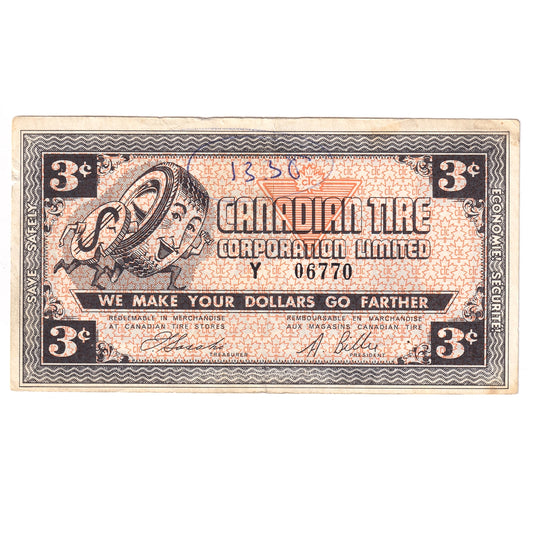 1330
3¢ 3¢
CANADIAN TIRE
CORPORATION LIMITED
Y 06770
WE MAKE YOUR DOLLARS GO FARTHER
REDEEMABLE IN MERCHANDISE
AT CANADIAN TIRE STORES
REMBOURSABLE EN MARCHANDISE
AUX MAGASINS CANADIAN TIRE
3¢ 3¢
TREASURER
PRESIDENT
SAVE SAFELY
ECONOMIE SECURITE
$